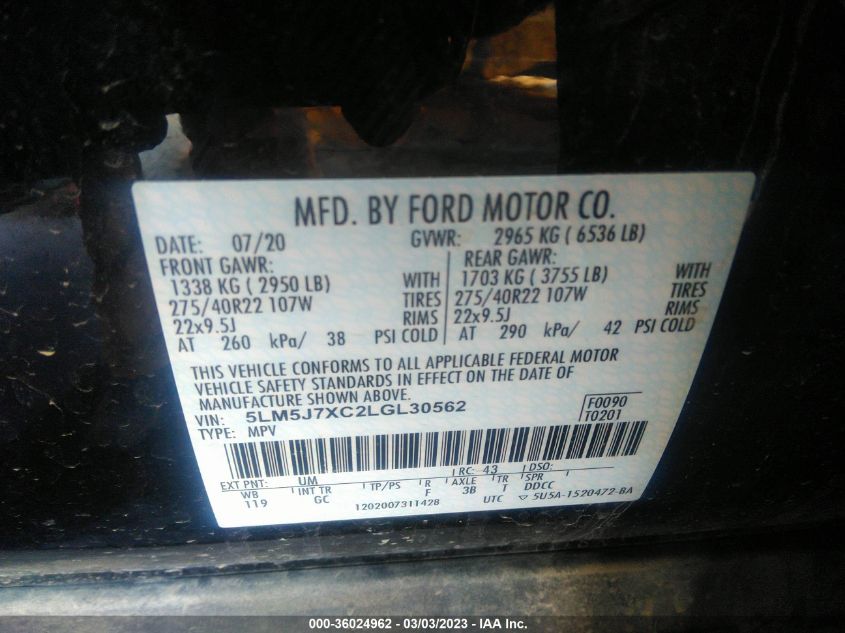 MFD. BY FORD MOTOR CO.
DATE: 07/20 GVWR: 2965 KG ( 6536 LB)
FRONT GAWR: REAR GAWR:
1338 KG ( 2950 LB) WITH 1703 KG ( 3755 LB) WITH
275/40R22 107W TIRES 275/40R22 107W TIRES
22x9.5J RIMS 22x9.5J RIMS
AT 260 kPa/ 38 PSI COLD AT 290 kPa/ 42 PSI COLD
THIS VEHICLE CONFORMS TO ALL APPLICABLE FEDERAL MOTOR
VEHICLE SAFETY STANDARDS IN EFFECT ON THE DATE OF
MANUFACTURE SHOWN ABOVE.
VIN: 5LM5J7XC2LGL30562 F0090
TYPE: MPV T0201
EXT PNT: UM RC: 43 DSO:
WB INT TR TP/PS R AXLE TR SPR
119 GC F 3B T DDCC
1202007311428 UTC ▽ 5U5A-1520472-BA
000-36024962 - 03/03/2023 - IAA Inc.